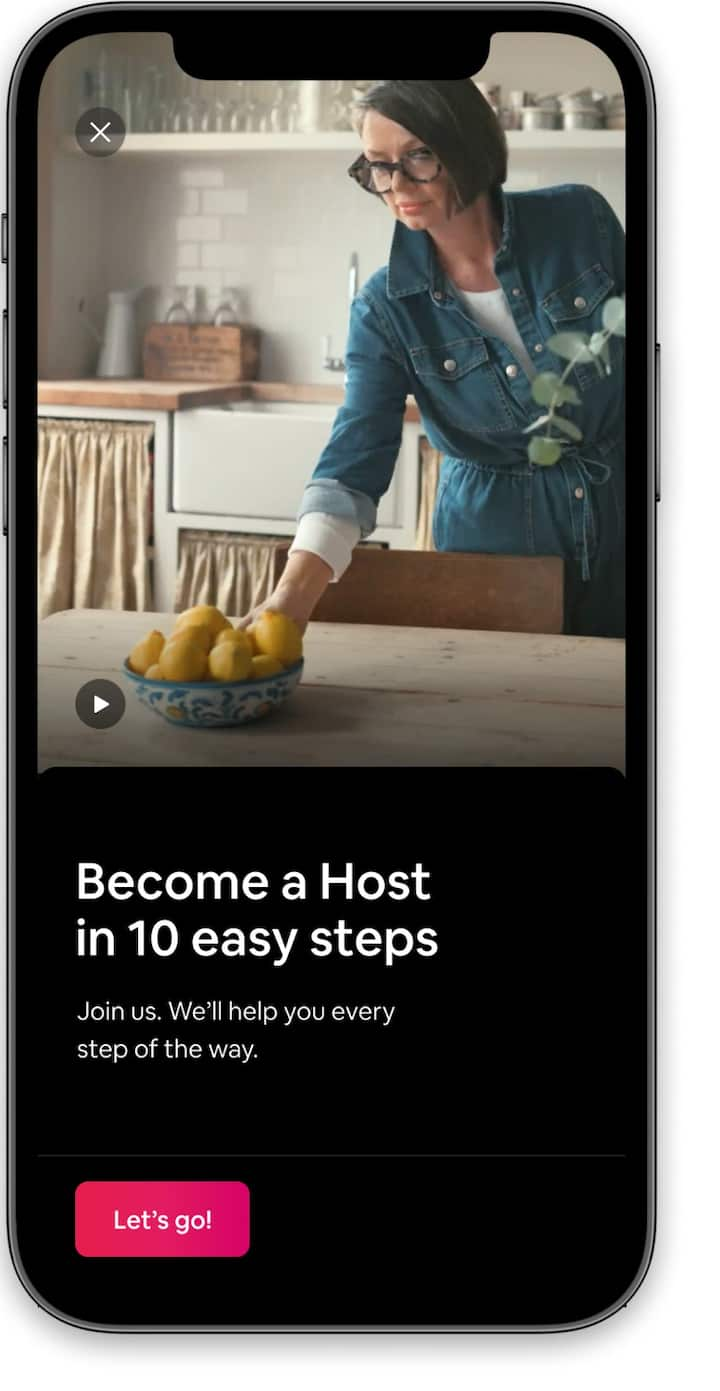 Become a Host
in 10 easy steps
Join us. We’ll help you every
step of the way.
Let’s go!